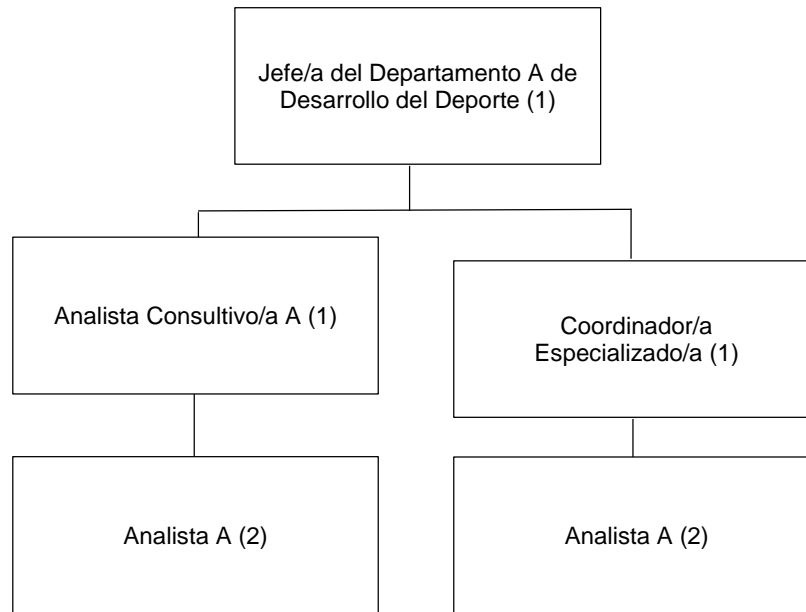 Jefe/a del Departamento A de
Desarrollo del Deporte (1)
Analista Consultivo/a A (1)
Coordinador/a
Especializado/a (1)
Analista A (2)
Analista A (2)